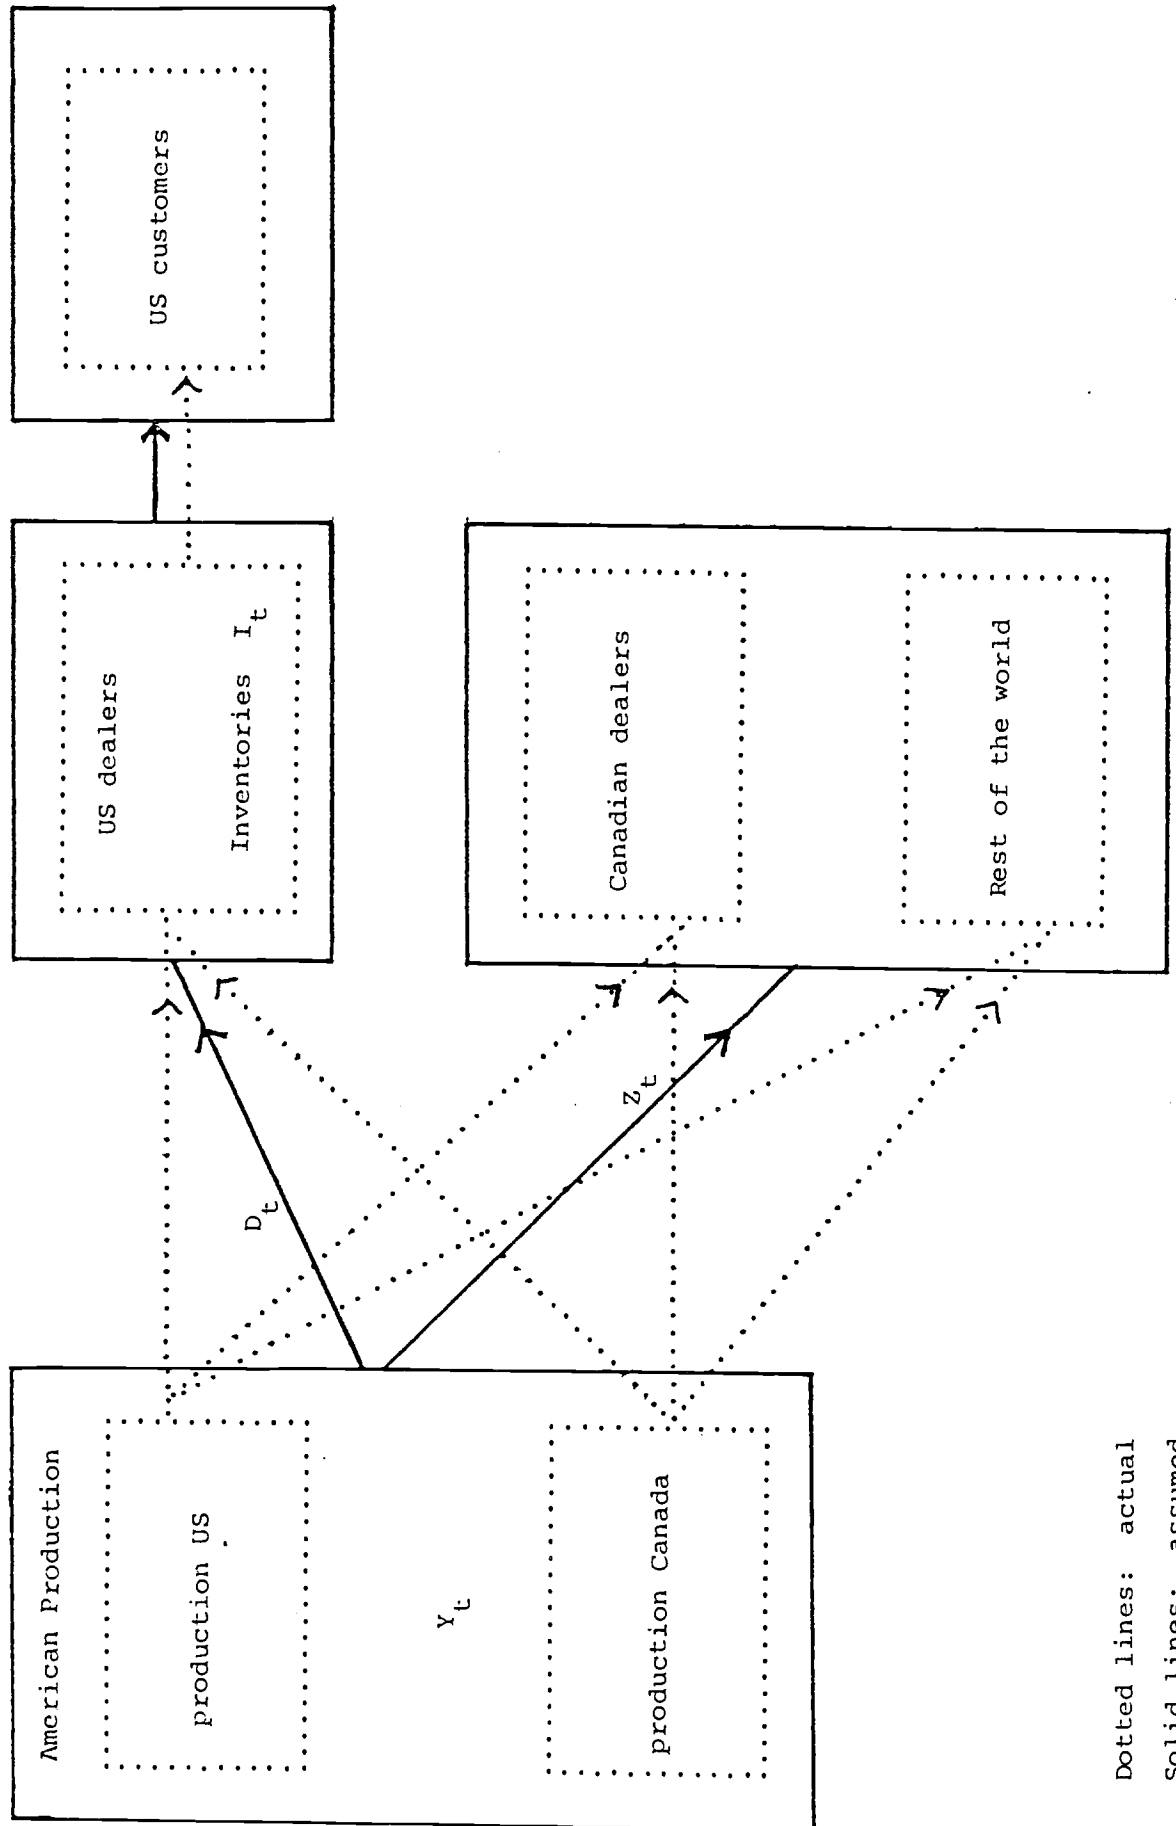 American Production
production US
Y_t
production Canada
D_t
Z_t
US dealers
Inventories I_t
Canadian dealers
Rest of the world
US customers
Dotted lines: actual
Solid lines: assumed